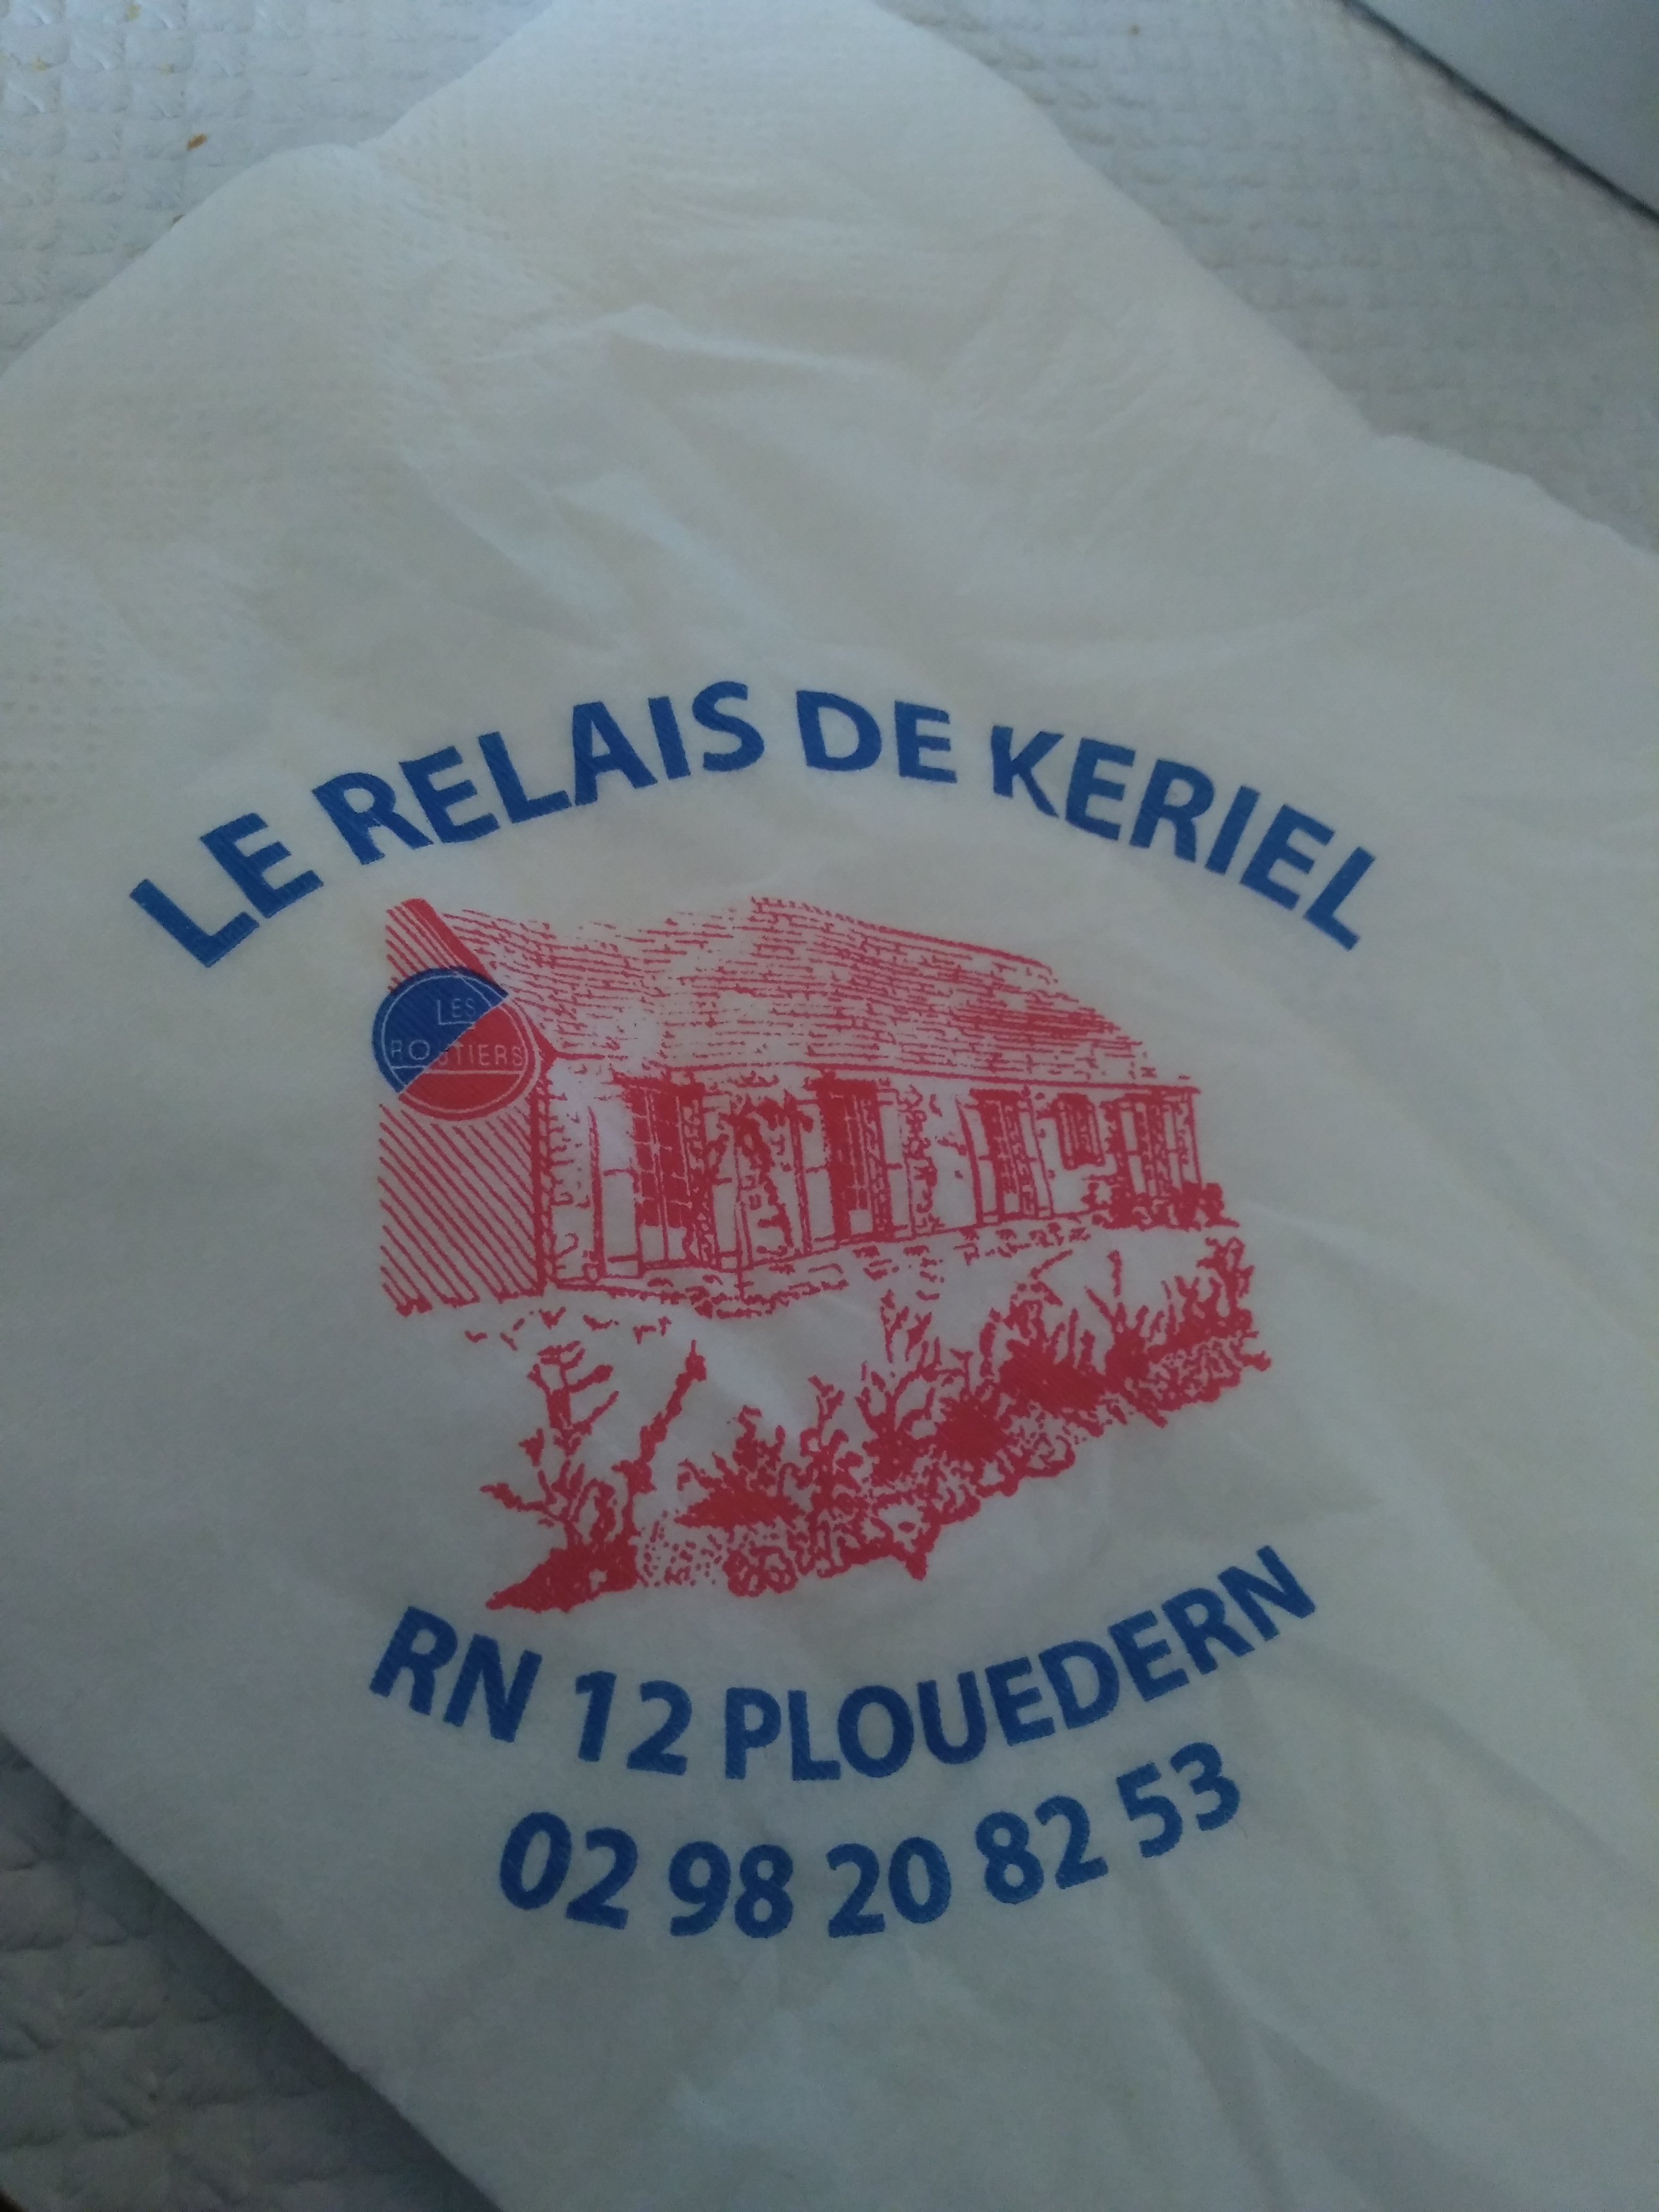 LE RELAIS DE KERIEL
LES
ROUTIERS
RN 12 PLOUEDERN
02 98 20 82 53